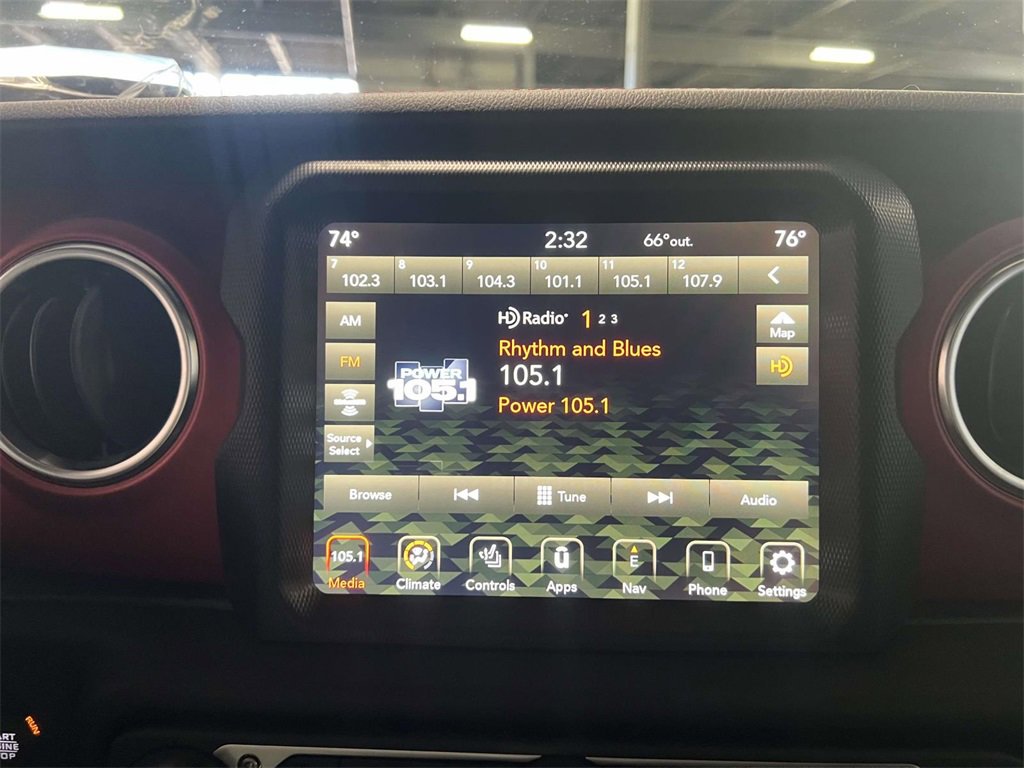 74° 2:32 66°out. 76°
7 102.3 8 103.1 9 104.3 10 101.1 11 105.1 12 107.9
AM
HD Radio 1 2 3
Map
Rhythm and Blues
FM
HD
POWER
105.1
105.1
Power 105.1
Source
Select
Browse Tune Audio
105.1 E
Media Climate Controls Apps Nav Phone Settings
RUN